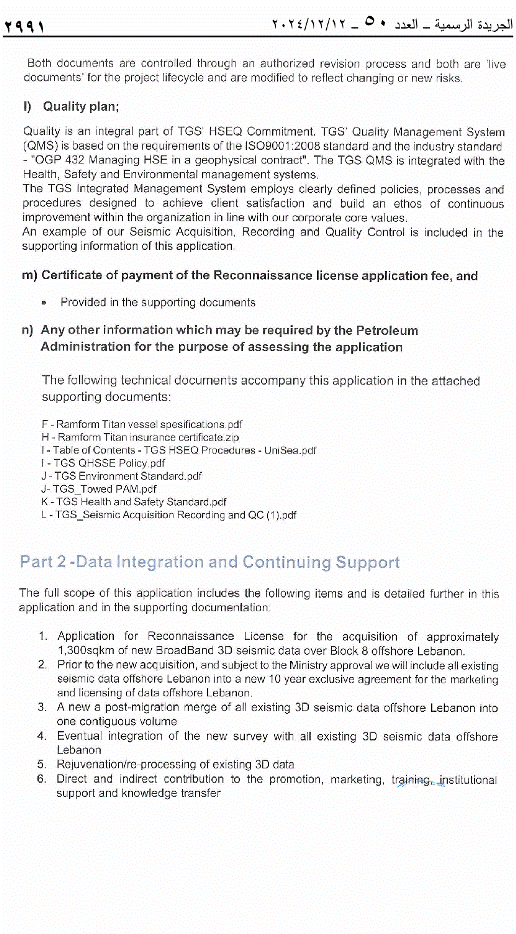 الجريدة الرسمية ــ العدد ٥٠ ــ ٢٠٢٤/١٢/١٢
٢٩٩١
Both documents are controlled through an authorized revision process and both are 'live
documents' for the project lifecycle and are modified to reflect changing or new risks.
l) Quality plan;
Quality is an integral part of TGS' HSEQ Commitment. TGS' Quality Management System
(QMS) is based on the requirements of the ISO9001:2008 standard and the industry standard
- "OGP 432 Managing HSE in a geophysical contract". The TGS QMS is integrated with the
Health, Safety and Environmental management systems.
The TGS Integrated Management System employs clearly defined policies, processes and
procedures designed to achieve client satisfaction and build an ethos of continuous
improvement within the organization in line with our corporate core values.
An example of our Seismic Acquisition, Recording and Quality Control is included in the
supporting information of this application.
m) Certificate of payment of the Reconnaissance license application fee, and
• Provided in the supporting documents
n) Any other information which may be required by the Petroleum
Administration for the purpose of assessing the application
The following technical documents accompany this application in the attached
supporting documents:
F - Ramform Titan vessel spesifications.pdf
H - Ramform Titan insurance certificate.zip
I - Table of Contents - TGS HSEQ Procedures - UniSea.pdf
I - TGS QHSSE Policy.pdf
J - TGS Environment Standard.pdf
J- TGS_Towed PAM.pdf
K - TGS Health and Safety Standard.pdf
L - TGS_Seismic Acquisition Recording and QC (1).pdf
Part 2 -Data Integration and Continuing Support
The full scope of this application includes the following items and is detailed further in this
application and in the supporting documentation:
1. Application for Reconnaissance License for the acquisition of approximately
1,300sqkm of new BroadBand 3D seismic data over Block 8 offshore Lebanon.
2. Prior to the new acquisition, and subject to the Ministry approval we will include all existing
seismic data offshore Lebanon into a new 10 year exclusive agreement for the marketing
and licensing of data offshore Lebanon.
3. A new a post-migration merge of all existing 3D seismic data offshore Lebanon into
one contiguous volume
4. Eventual integration of the new survey with all existing 3D seismic data offshore
Lebanon
5. Rejuvenation/re-processing of existing 3D data
6. Direct and indirect contribution to the promotion, marketing, training, institutional
support and knowledge transfer